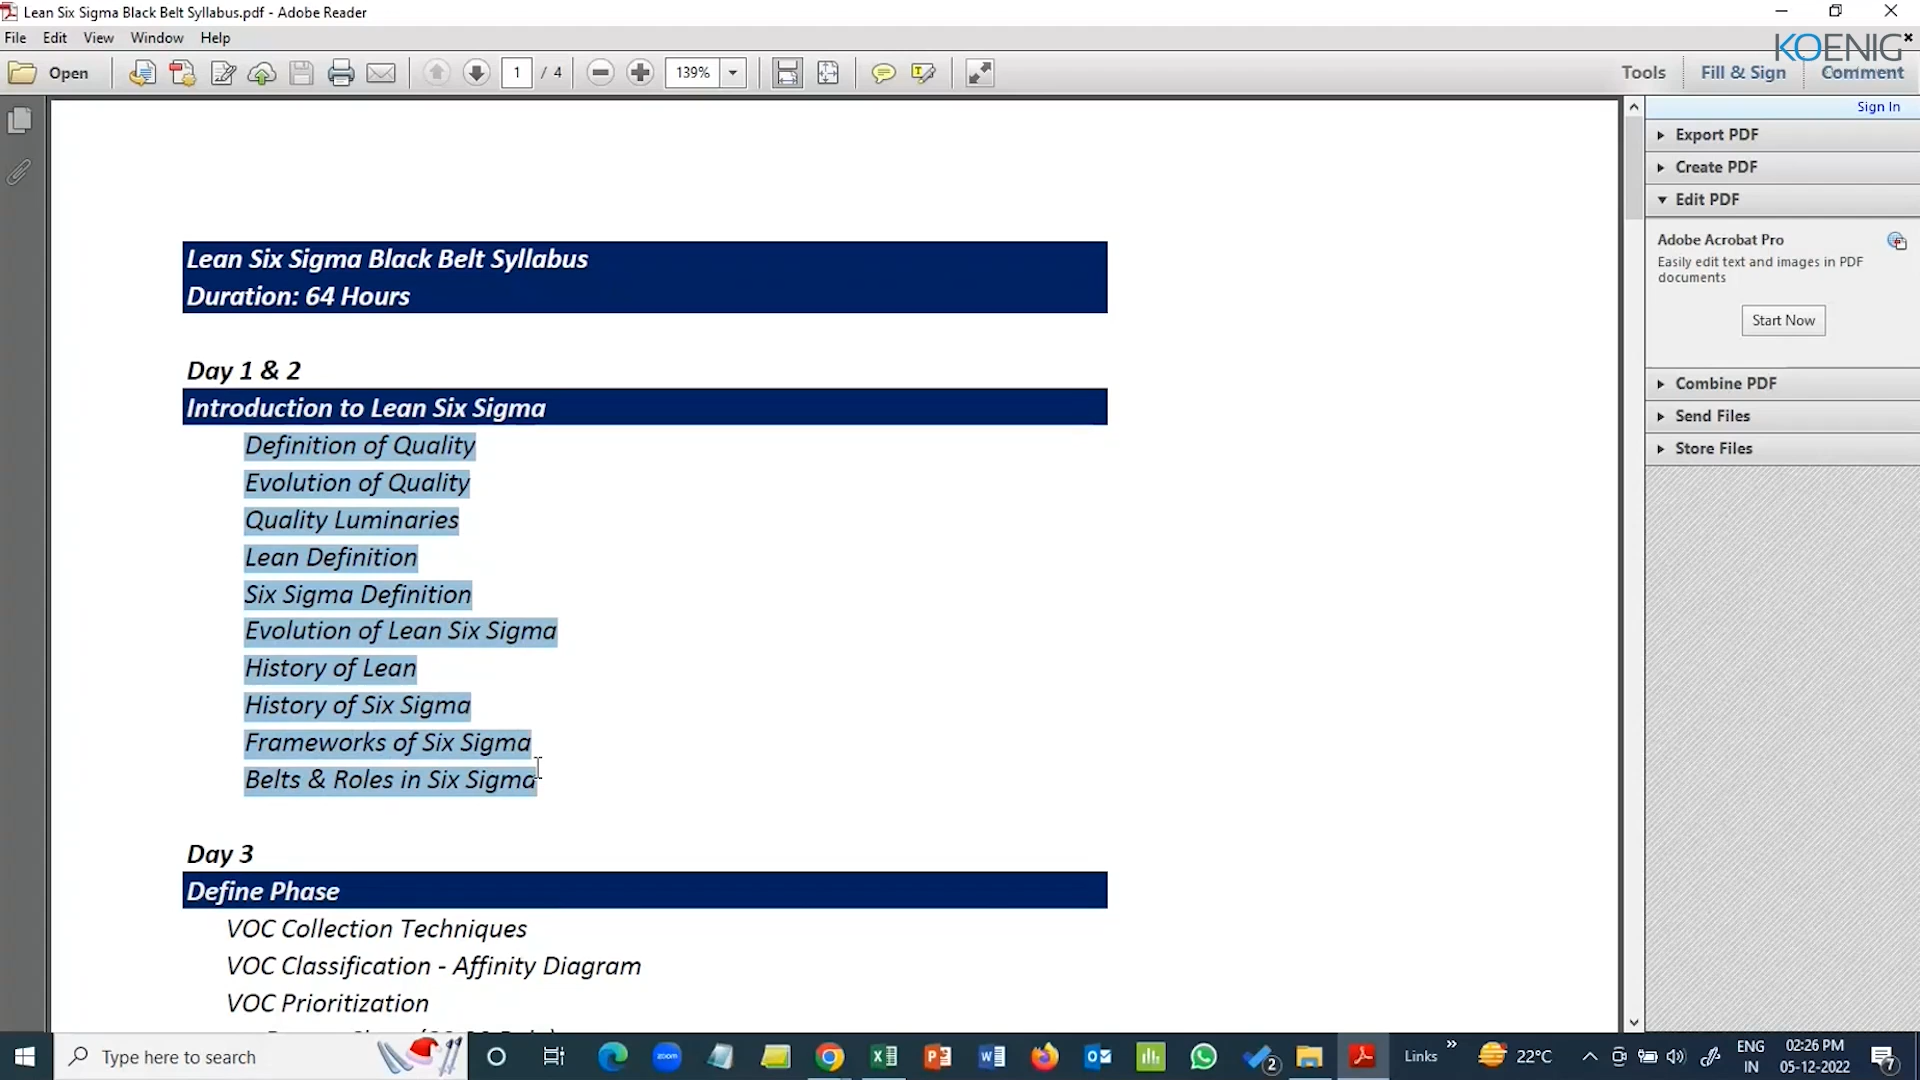 Lean Six Sigma Black Belt Syllabus.pdf - Adobe Reader
File Edit View Window Help
KOENIG
Open 1 / 4 139% Tools Fill & Sign Comment
Sign In
Export PDF
Create PDF
Edit PDF
Adobe Acrobat Pro
Easily edit text and images in PDF
documents
Start Now
Combine PDF
Send Files
Store Files
Lean Six Sigma Black Belt Syllabus
Duration: 64 Hours
Day 1 & 2
Introduction to Lean Six Sigma
Definition of Quality
Evolution of Quality
Quality Luminaries
Lean Definition
Six Sigma Definition
Evolution of Lean Six Sigma
History of Lean
History of Six Sigma
Frameworks of Six Sigma
Belts & Roles in Six Sigma
Day 3
Define Phase
VOC Collection Techniques
VOC Classification - Affinity Diagram
VOC Prioritization
Type here to search
zoom
2
Links
22°C
ENG
IN
02:26 PM
05-12-2022
7